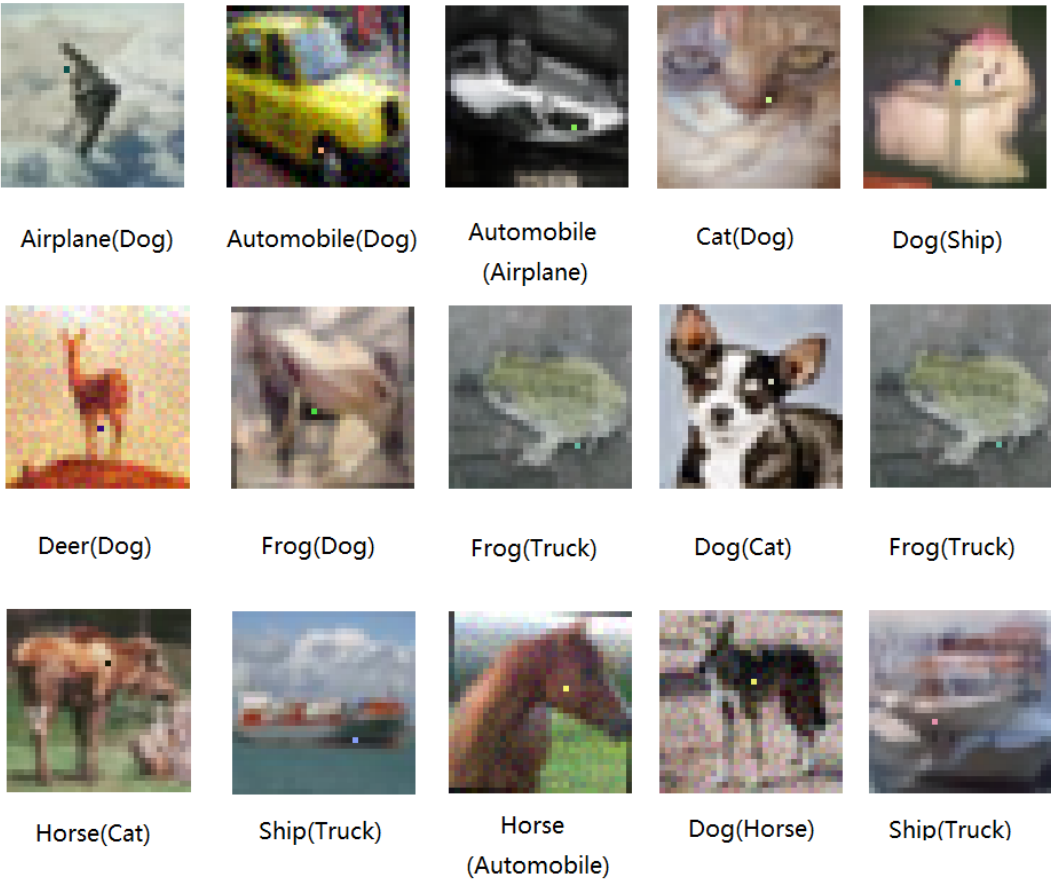 Airplane(Dog)
Automobile(Dog)
Automobile
(Airplane)
Cat(Dog)
Dog(Ship)
Deer(Dog)
Frog(Dog)
Frog(Truck)
Dog(Cat)
Frog(Truck)
Horse(Cat)
Ship(Truck)
Horse
(Automobile)
Dog(Horse)
Ship(Truck)